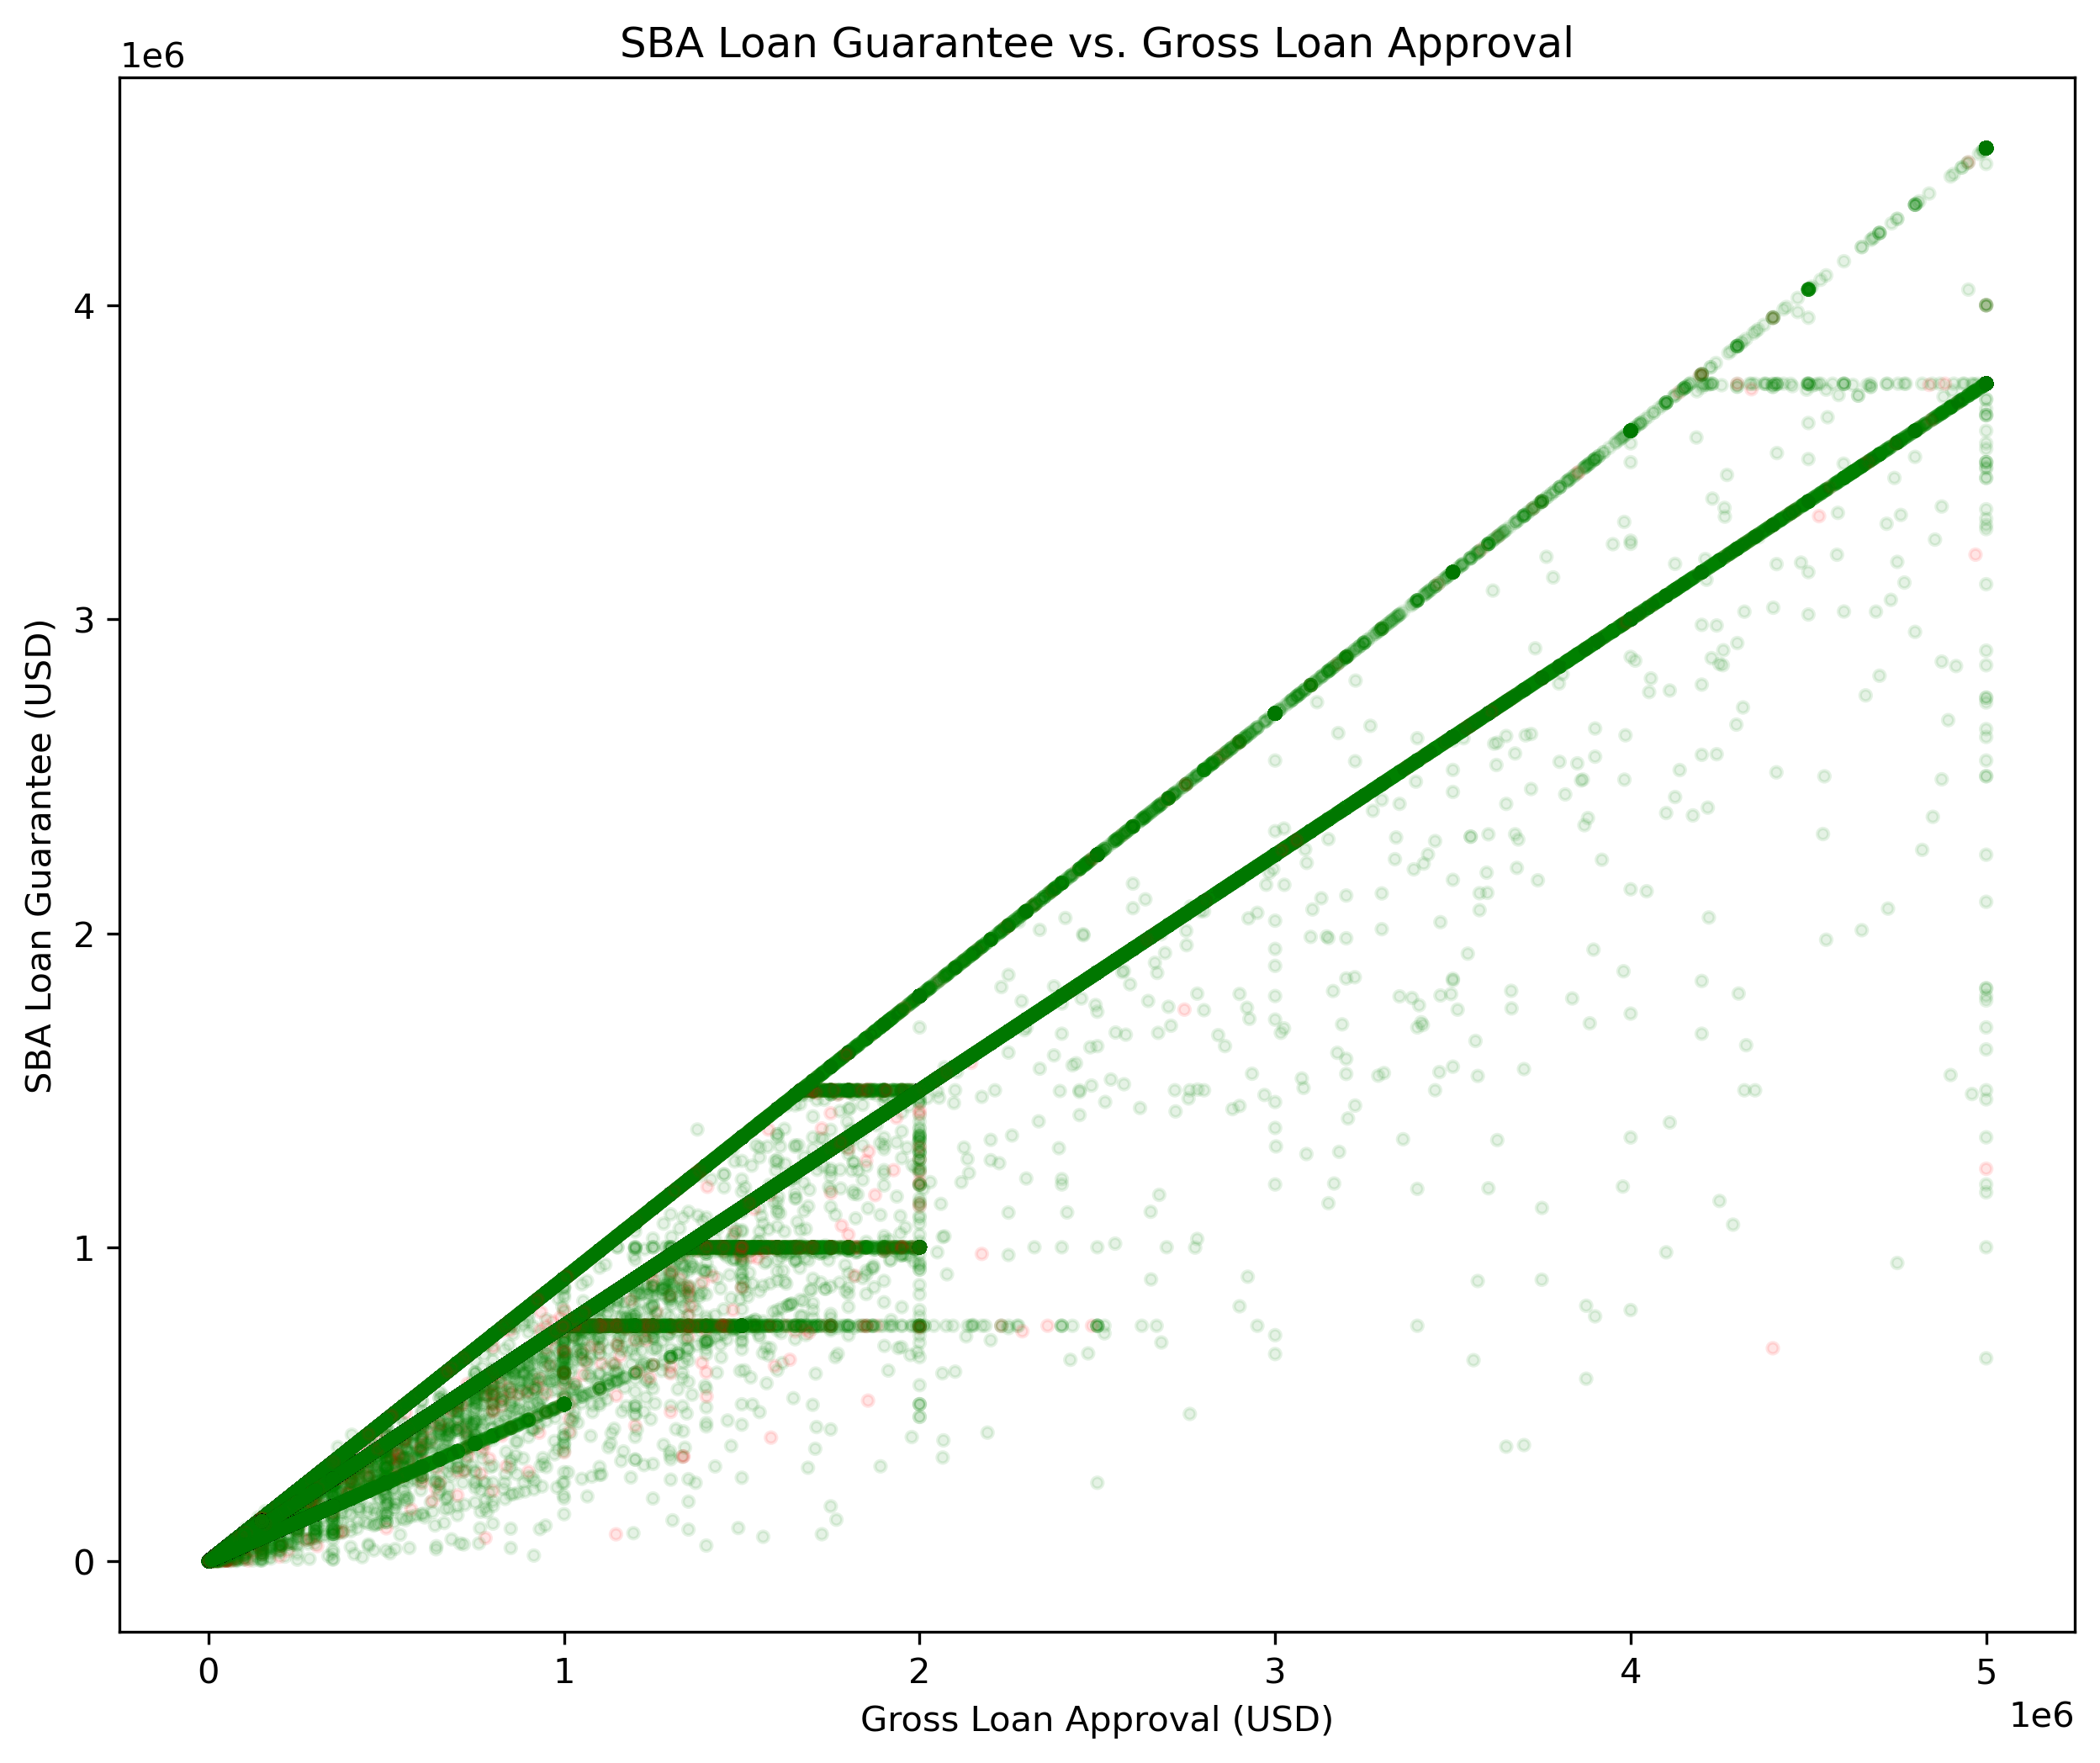 SBA Loan Guarantee vs. Gross Loan Approval
1e6
4
3
2
1
0
SBA Loan Guarantee (USD)
0 1 2 3 4 5
1e6
Gross Loan Approval (USD)